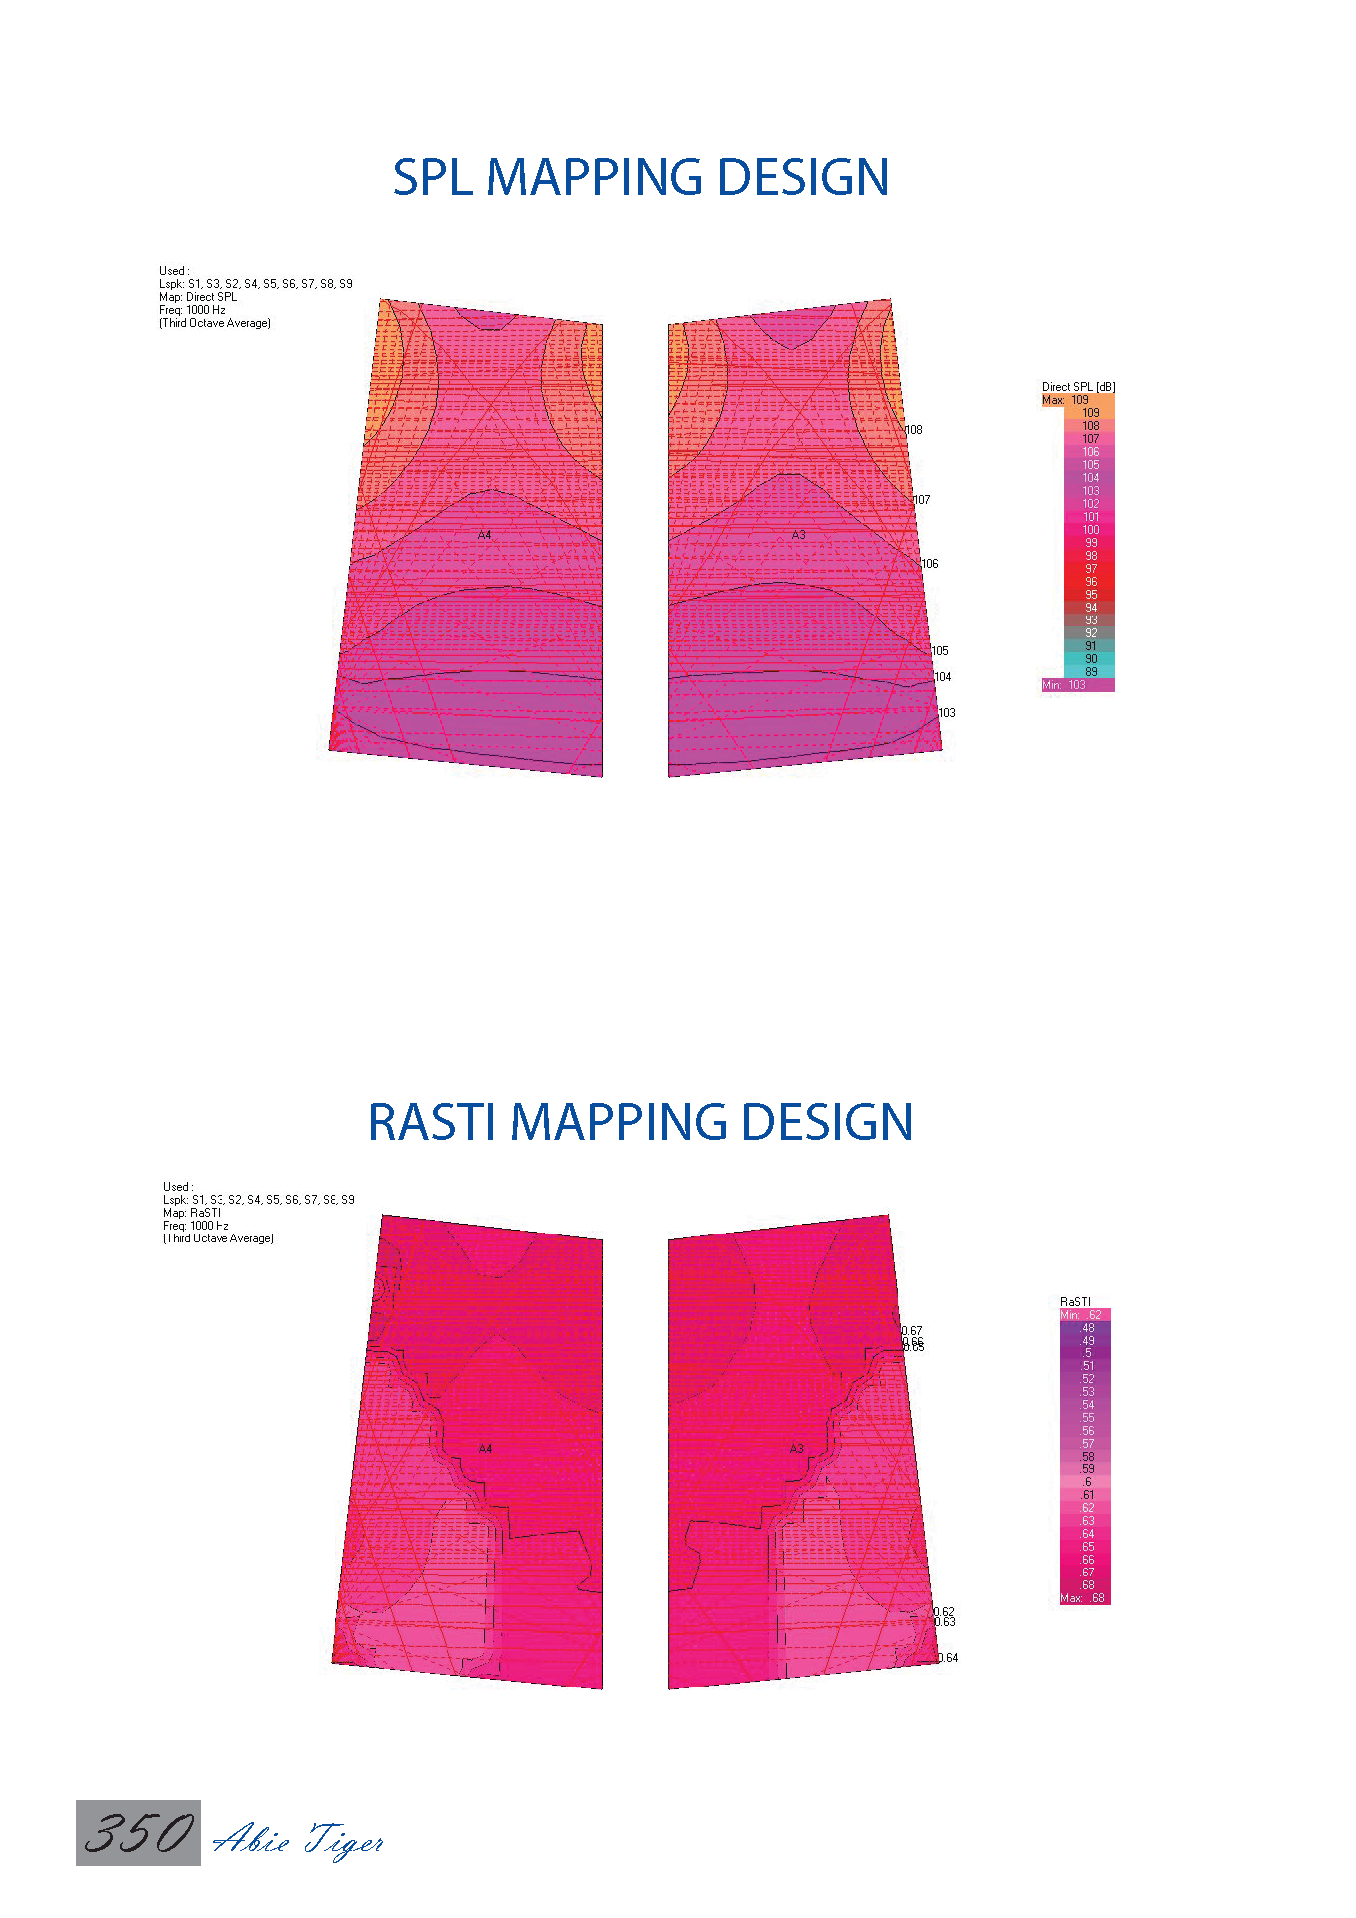 SPL MAPPING DESIGN
Used :
Lspk: S1, S3, S2, S4, S5, S6, S7, S8, S9
Map: Direct SPL
Freq: 1000 Hz
(Third Octave Average)
Direct SPL [dB]
Max: 109
109
108
107
106
105
104
103
102
101
100
99
98
97
96
95
94
93
92
91
90
89
Min: 103
108
107
A4
A3
106
105
104
103
RASTI MAPPING DESIGN
Used :
Lspk: S1, S3, S2, S4, S5, S6, S7, S8, S9
Map: RaSTI
Freq: 1000 Hz
(Third Octave Average)
RaSTI
Min: .62
.48
.49
.5
.51
.52
.53
.54
.55
.56
.57
.58
.59
.6
.61
.62
.63
.64
.65
.66
.67
.68
Max: .68
0.67
0.66
0.65
A4
A3
0.62
0.63
0.64
350 Abie Tiger